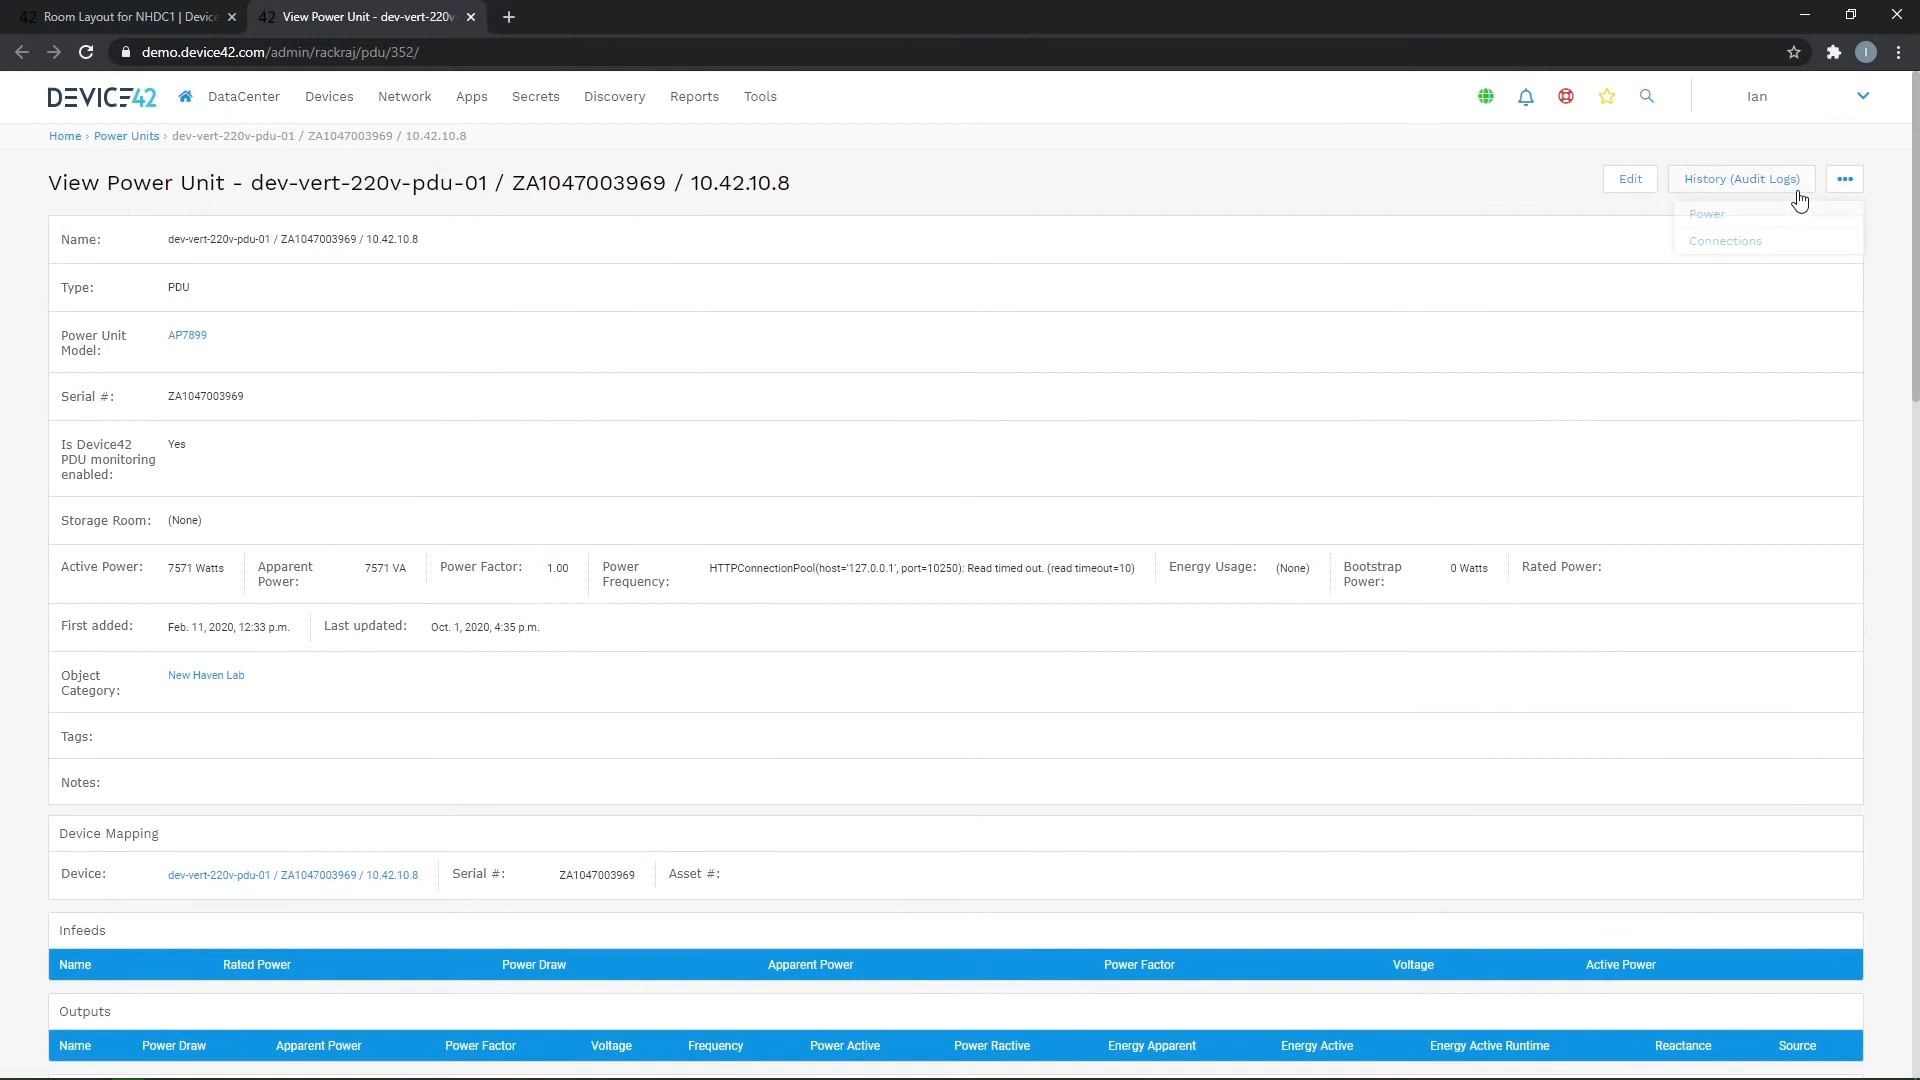 42 Room Layout for NHDC1 | Device
42 View Power Unit - dev-vert-220v-
demo.device42.com/admin/rackraj/pdu/352/
I
DEVICE42
DataCenter Devices Network Apps Secrets Discovery Reports Tools
Ian
Home › Power Units › dev-vert-220v-pdu-01 / ZA1047003969 / 10.42.10.8
View Power Unit - dev-vert-220v-pdu-01 / ZA1047003969 / 10.42.10.8
Edit History (Audit Logs) •••
Power
Connections
Name: dev-vert-220v-pdu-01 / ZA1047003969 / 10.42.10.8
Type: PDU
Power Unit
Model: AP7899
Serial #: ZA1047003969
Is Device42
PDU monitoring
enabled: Yes
Storage Room: (None)
Active Power: 7571 Watts
Apparent
Power: 7571 VA
Power Factor: 1.00
Power
Frequency: HTTPConnectionPool(host='127.0.0.1', port=10250): Read timed out. (read timeout=10)
Energy Usage: (None)
Bootstrap
Power: 0 Watts
Rated Power:
First added: Feb. 11, 2020, 12:33 p.m. Last updated: Oct. 1, 2020, 4:35 p.m.
Object
Category: New Haven Lab
Tags:
Notes:
Device Mapping
Device: dev-vert-220v-pdu-01 / ZA1047003969 / 10.42.10.8 Serial #: ZA1047003969 Asset #:
Infeeds
Name Rated Power Power Draw Apparent Power Power Factor Voltage Active Power
Outputs
Name Power Draw Apparent Power Power Factor Voltage Frequency Power Active Power Ractive Energy Apparent Energy Active Energy Active Runtime Reactance Source